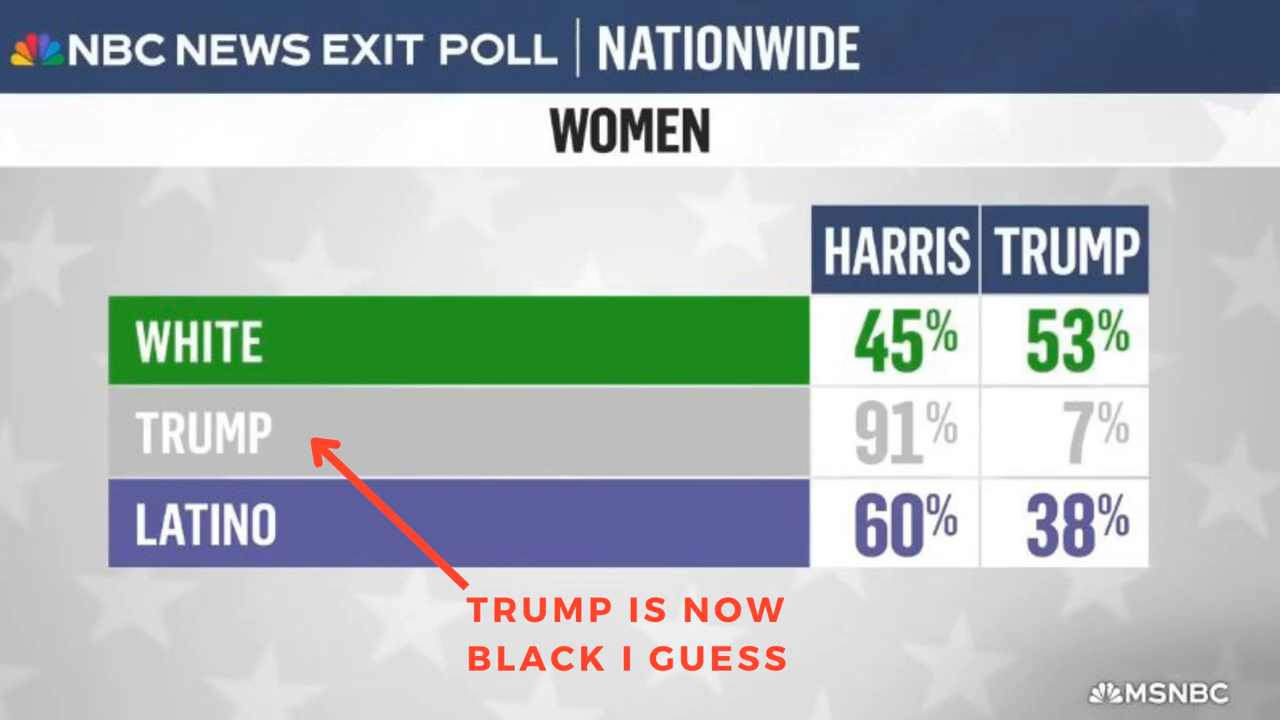 NBC NEWS EXIT POLL | NATIONWIDE
WOMEN
HARRIS TRUMP
WHITE 45% 53%
TRUMP 91% 7%
LATINO 60% 38%
TRUMP IS NOW
BLACK I GUESS
MSNBC